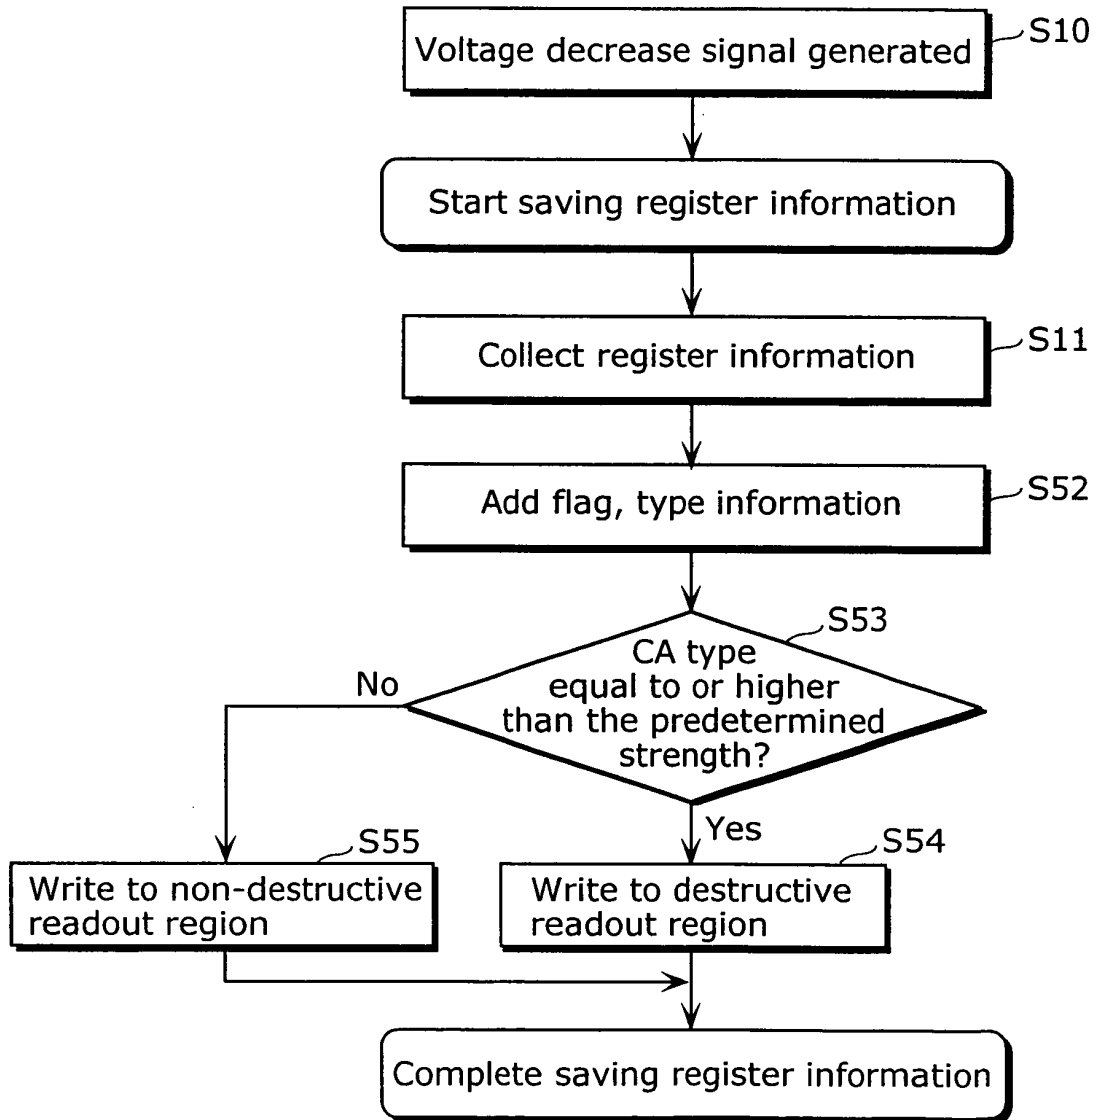 Voltage decrease signal generated
S10
Start saving register information
Collect register information
S11
Add flag, type information
S52
S53
CA type
equal to or higher
than the predetermined
strength?
No
Yes
S55
Write to non-destructive
readout region
S54
Write to destructive
readout region
Complete saving register information